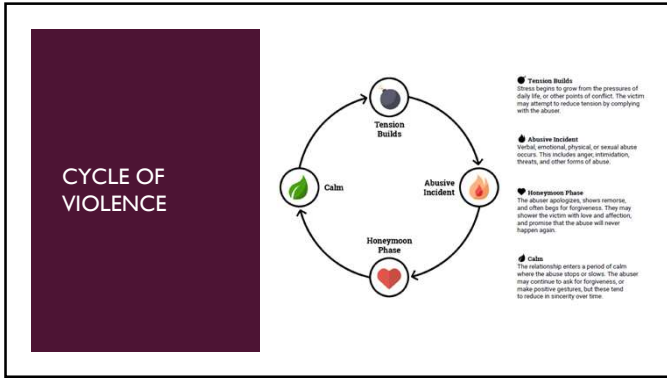 CYCLE OF
VIOLENCE
Tension
Builds
Abusive
Incident
Honeymoon
Phase
Calm
Tension Builds
Stress begins to grow from the pressures of
daily life, or other points of conflict. The victim
may attempt to reduce tension by complying
with the abuser.
Abusive Incident
Verbal, emotional, physical, or sexual abuse
occurs. This includes anger, intimidation,
threats, and other forms of abuse.
Honeymoon Phase
The abuser apologizes, shows remorse,
and often begs for forgiveness. They may
shower the victim with love and affection,
and promise that the abuse will never
happen again.
Calm
The relationship enters a period of calm
where the abuse stops or slows. The abuser
may continue to ask for forgiveness, or
make positive gestures, but these tend
to reduce in sincerity over time.